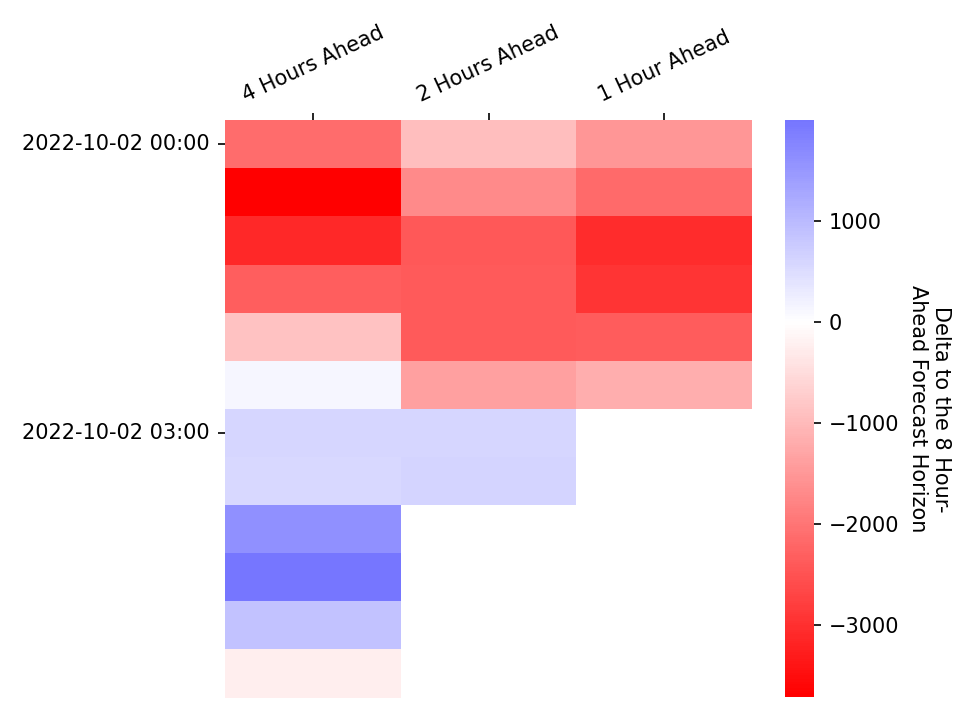 4 Hours Ahead
2 Hours Ahead
1 Hour Ahead
2022-10-02 00:00
2022-10-02 03:00
1000
0
−1000
−2000
−3000
Delta to the 8 Hour-
Ahead Forecast Horizon